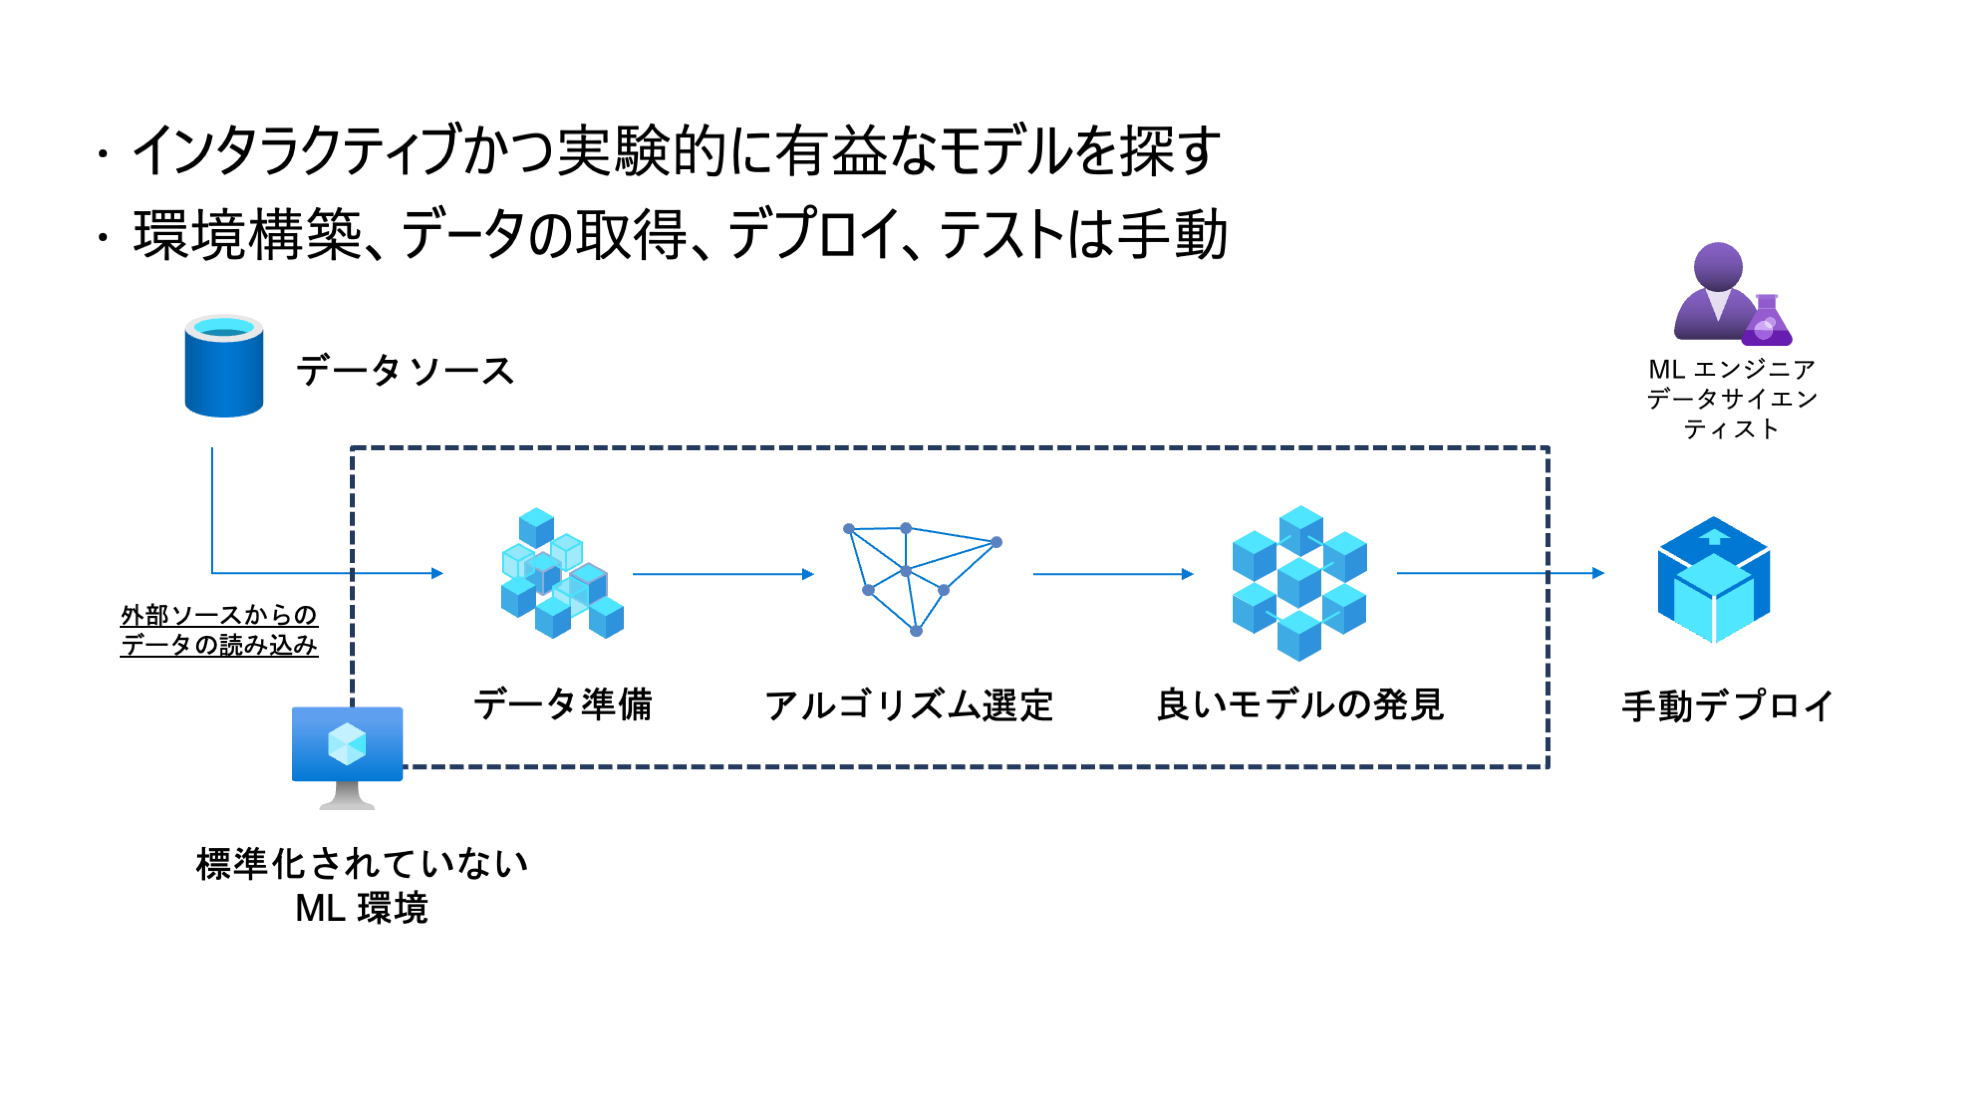 ・インタラクティブかつ実験的に有益なモデルを探す
・環境構築、データの取得、デプロイ、テストは手動
データソース
ML エンジニア
データサイエン
ティスト
外部ソースからの
データの読み込み
データ準備
アルゴリズム選定
良いモデルの発見
手動デプロイ
標準化されていない
ML 環境